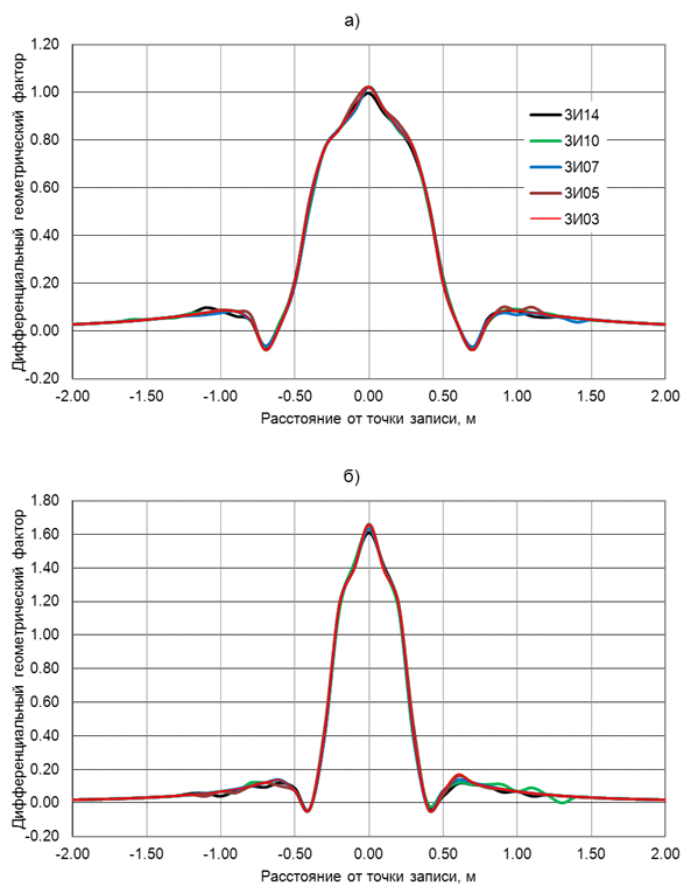 а)
Дифференциальный геометрический фактор
1.20
1.00
0.80
0.60
0.40
0.20
0.00
-0.20
ЗИ14
ЗИ10
ЗИ07
ЗИ05
ЗИ03
-2.00 -1.50 -1.00 -0.50 0.00 0.50 1.00 1.50 2.00
Расстояние от точки записи, м
б)
Дифференциальный геометрический фактор
1.80
1.60
1.40
1.20
1.00
0.80
0.60
0.40
0.20
0.00
-0.20
-2.00 -1.50 -1.00 -0.50 0.00 0.50 1.00 1.50 2.00
Расстояние от точки записи, м